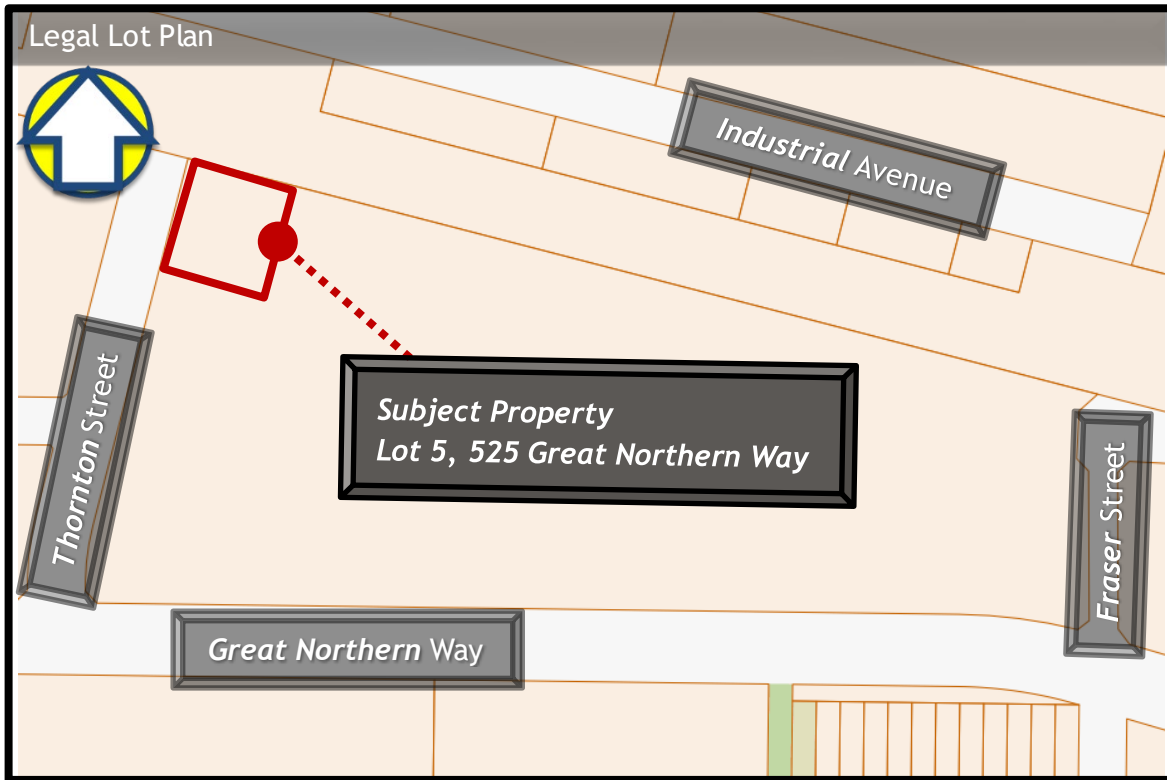 Legal Lot Plan
Industrial Avenue
Thornton Street
Subject Property
Lot 5, 525 Great Northern Way
Fraser Street
Great Northern Way